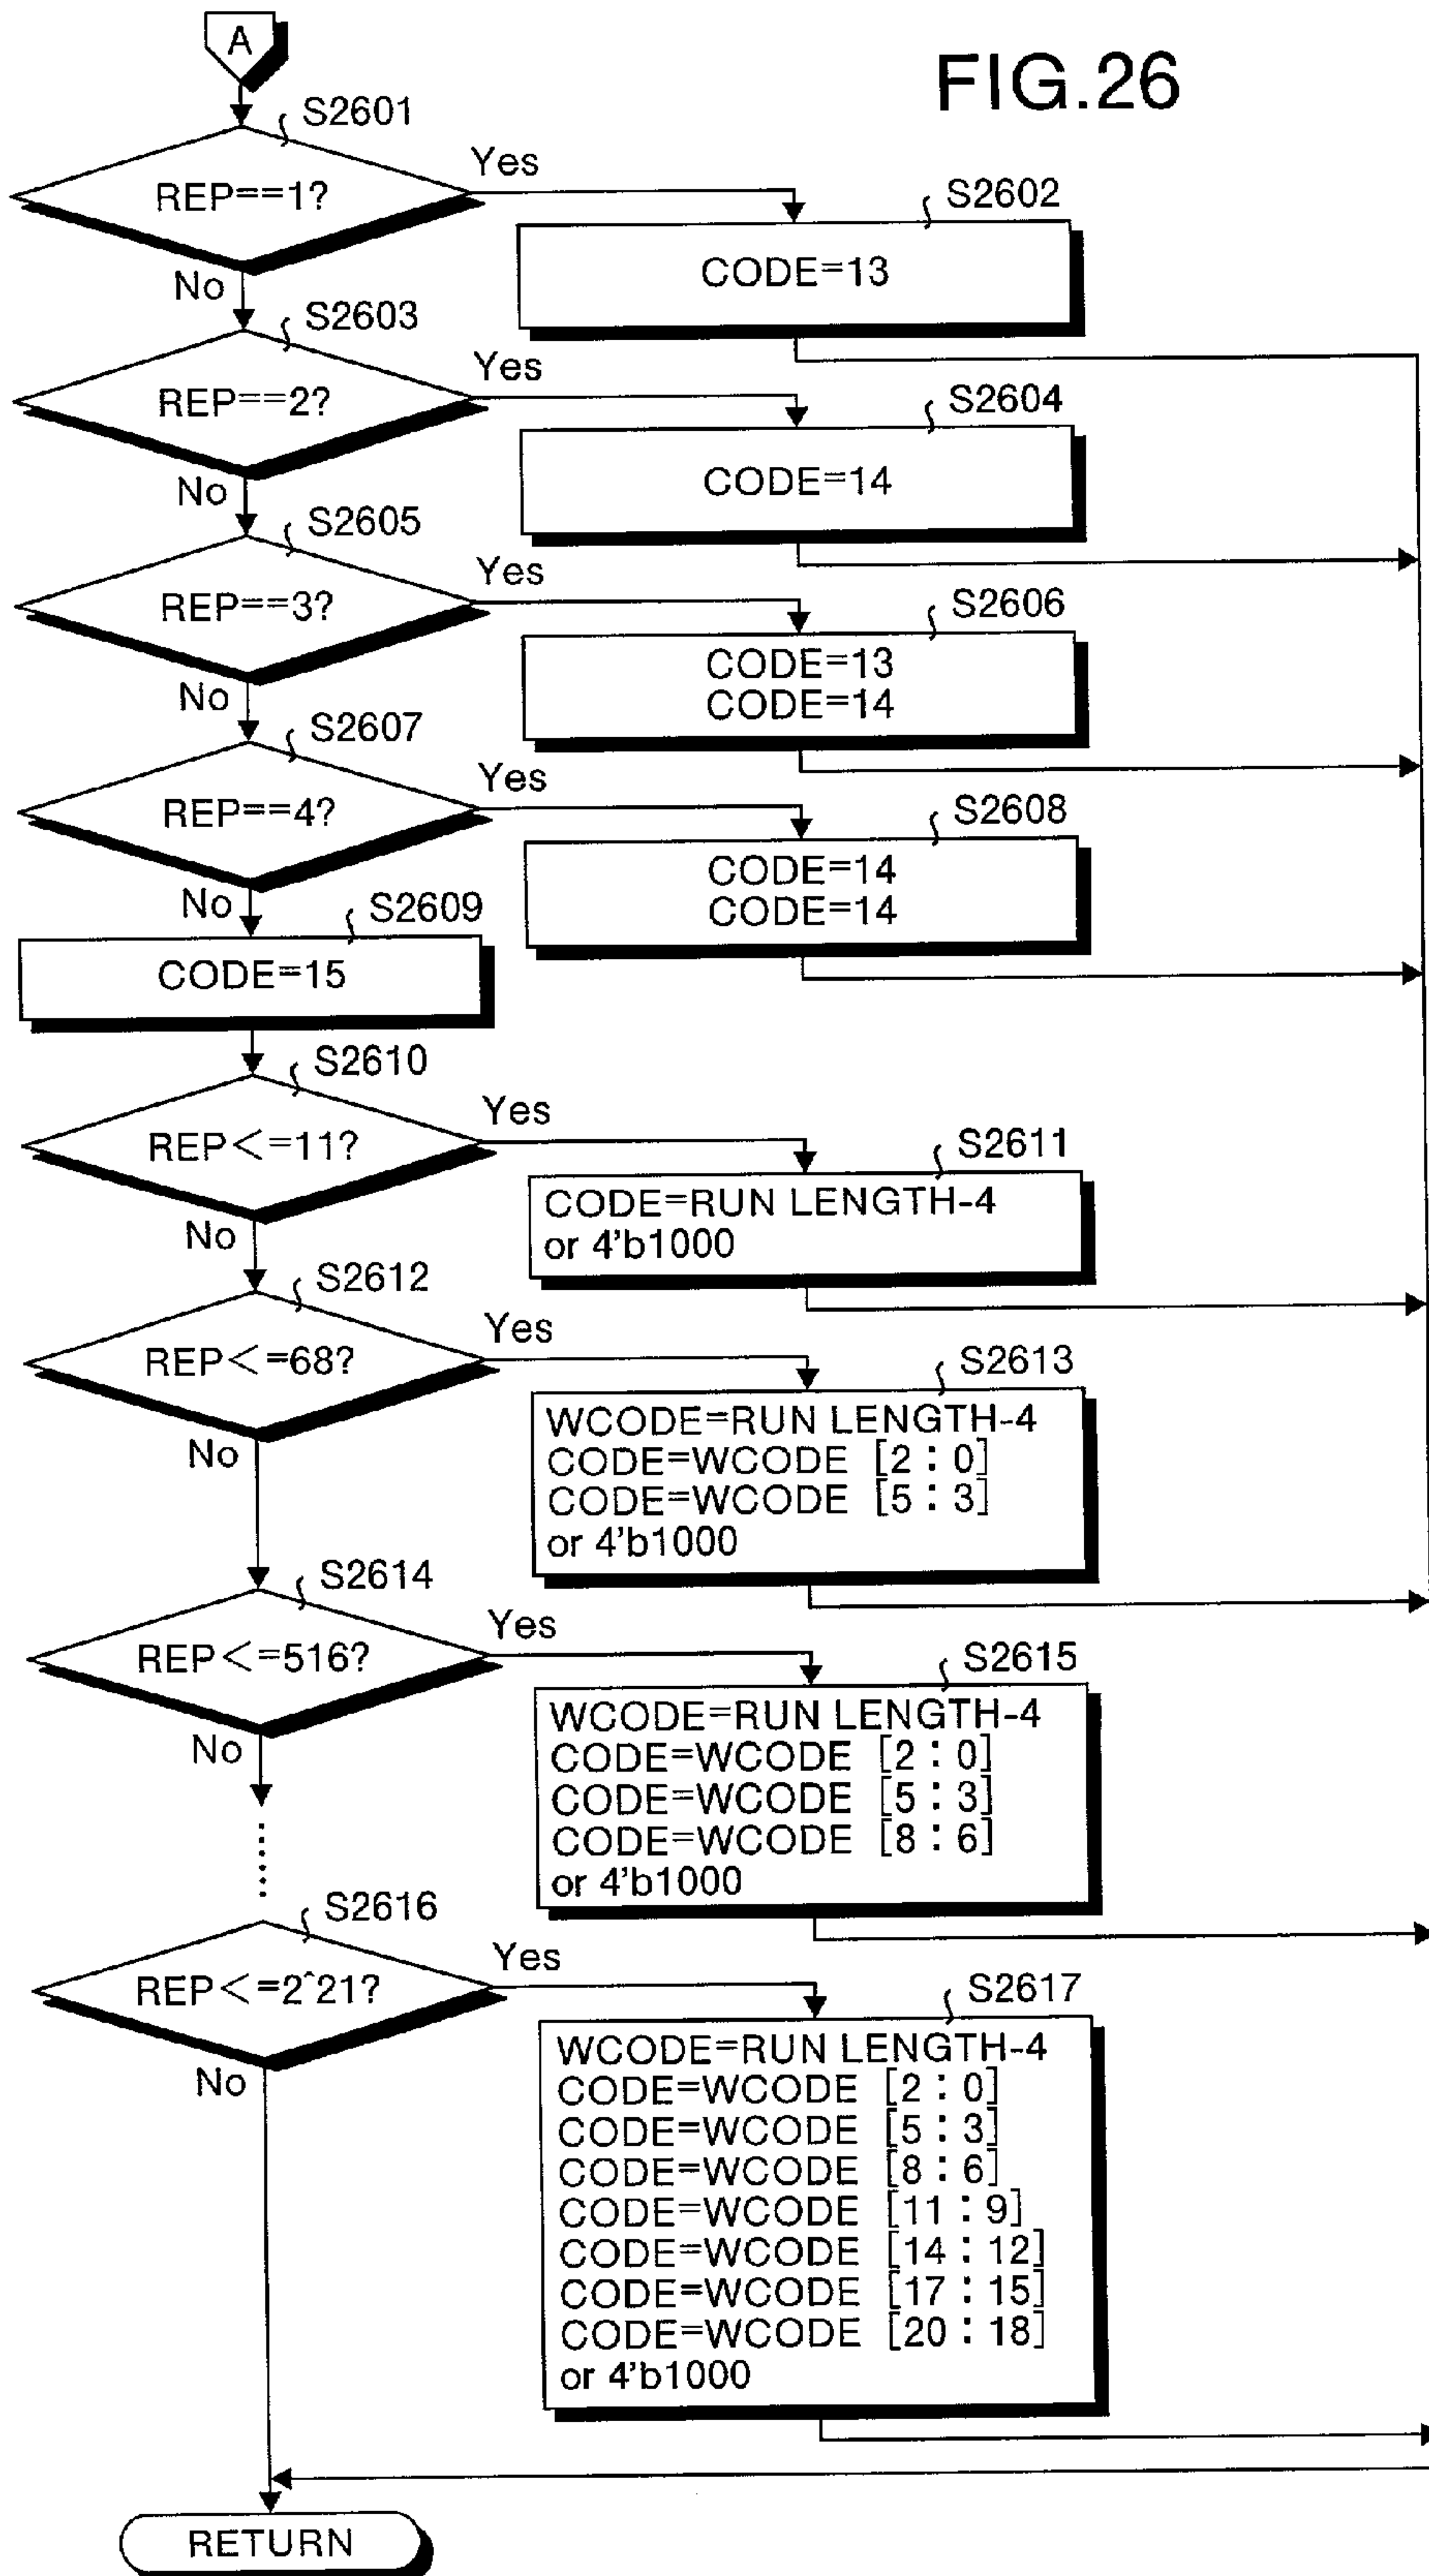 A
FIG.26
S2601
REP==1?
Yes
No
S2602
CODE=13
S2603
REP==2?
Yes
No
S2604
CODE=14
S2605
REP==3?
Yes
No
S2606
CODE=13
CODE=14
S2607
REP==4?
Yes
No
S2608
CODE=14
CODE=14
S2609
CODE=15
S2610
REP<=11?
Yes
No
S2611
CODE=RUN LENGTH-4
or 4'b1000
S2612
REP<=68?
Yes
No
S2613
WCODE=RUN LENGTH-4
CODE=WCODE [2 : 0]
CODE=WCODE [5 : 3]
or 4'b1000
S2614
REP<=516?
Yes
No
S2615
WCODE=RUN LENGTH-4
CODE=WCODE [2 : 0]
CODE=WCODE [5 : 3]
CODE=WCODE [8 : 6]
or 4'b1000
S2616
REP<=2^21?
Yes
No
S2617
WCODE=RUN LENGTH-4
CODE=WCODE [2 : 0]
CODE=WCODE [5 : 3]
CODE=WCODE [8 : 6]
CODE=WCODE [11 : 9]
CODE=WCODE [14 : 12]
CODE=WCODE [17 : 15]
CODE=WCODE [20 : 18]
or 4'b1000
RETURN